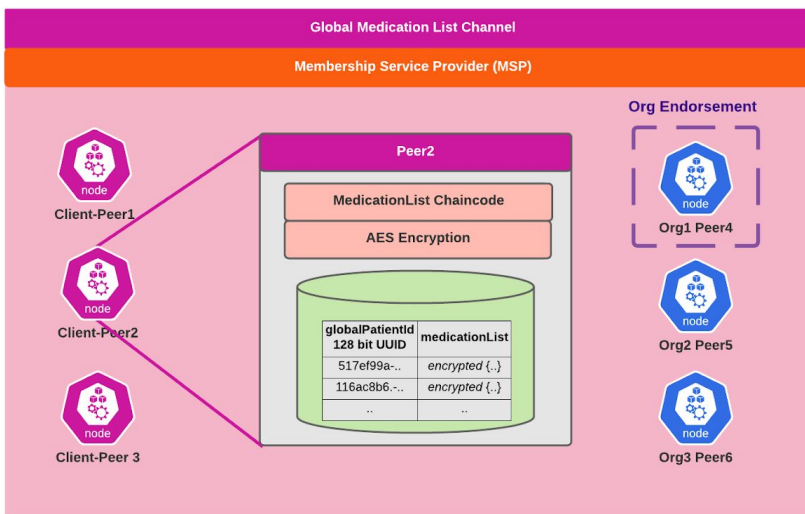 Global Medication List Channel
Membership Service Provider (MSP)
node
Client-Peer1
node
Client-Peer2
node
Client-Peer 3
Peer2
MedicationList Chaincode
AES Encryption
globalPatientId
128 bit UUID
medicationList
517ef99a-..
encrypted {..}
116ac8b6.-..
encrypted {..}
..
..
Org Endorsement
node
Org1 Peer4
node
Org2 Peer5
node
Org3 Peer6